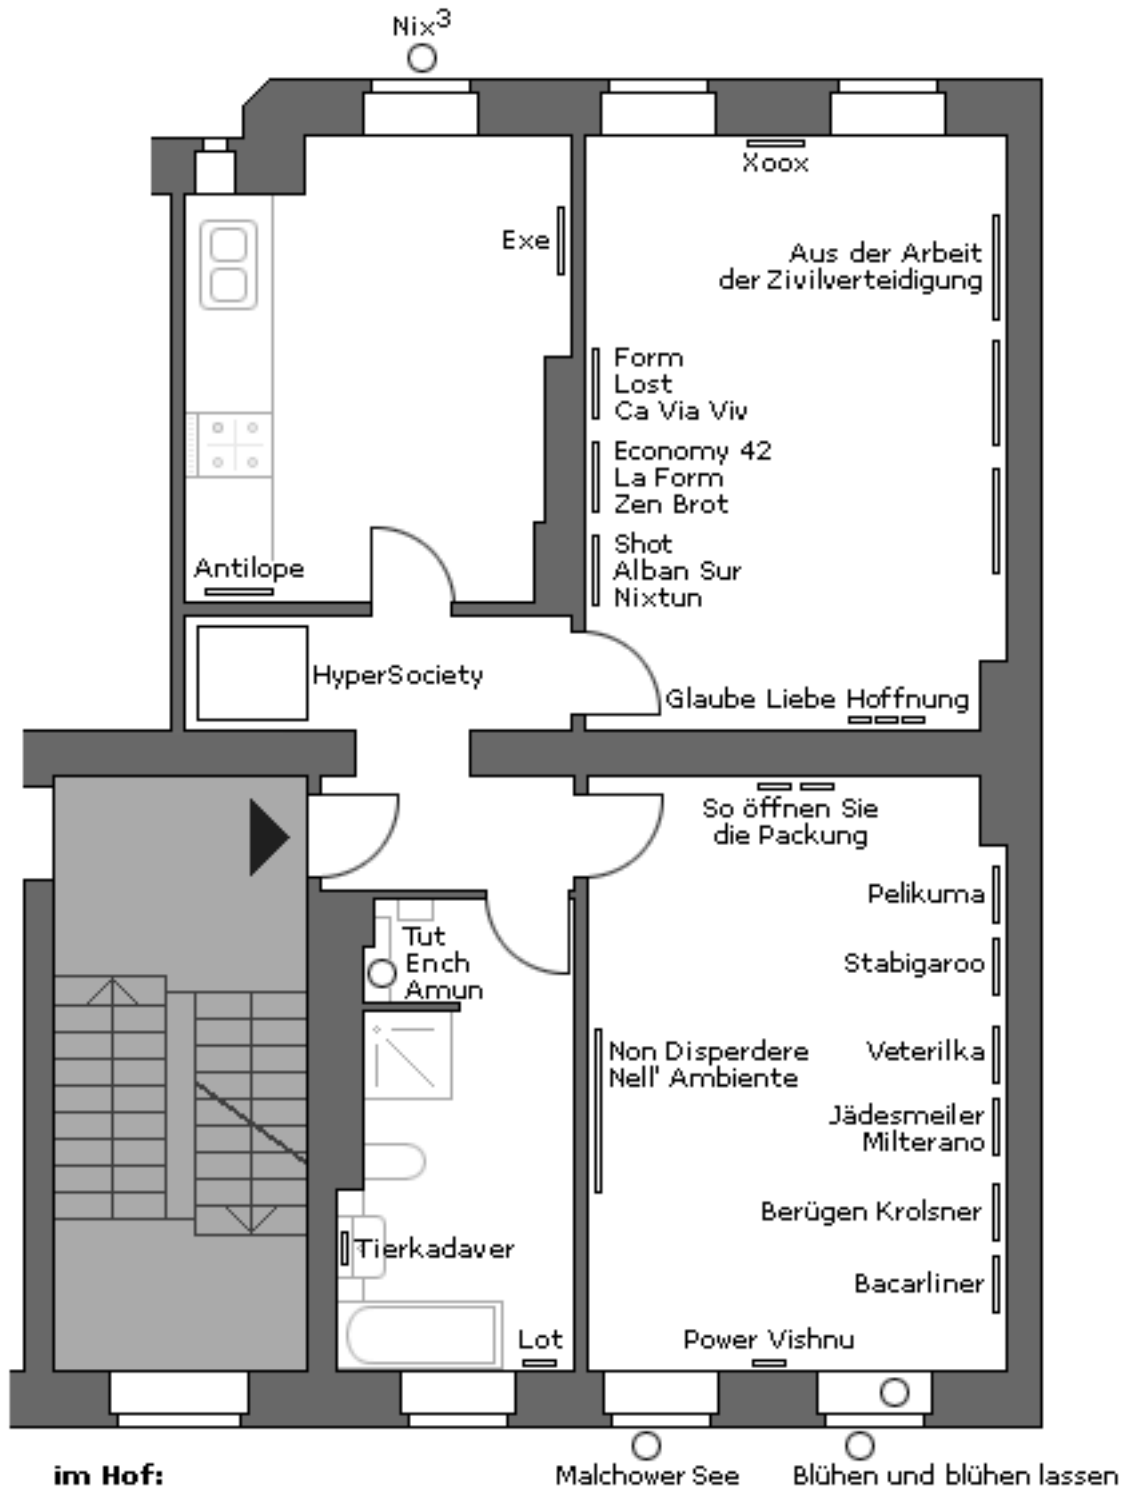 Nix³
Xoox
Exe
Aus der Arbeit
der Zivilverteidigung
Form
Lost
Ca Via Viv
Economy 42
La Form
Zen Brot
Shot
Alban Sur
Nixtun
Antilope
HyperSociety
Glaube Liebe Hoffnung
So öffnen Sie
die Packung
Pelikuma
Tut
Ench
Amun
Stabigaroo
Non Disperdere
Nell' Ambiente
Veterilka
Jädesmeiler
Milterano
Berügen Krolsner
Tierkadaver
Bacarliner
Lot
Power Vishnu
im Hof:
Malchower See
Blühen und blühen lassen